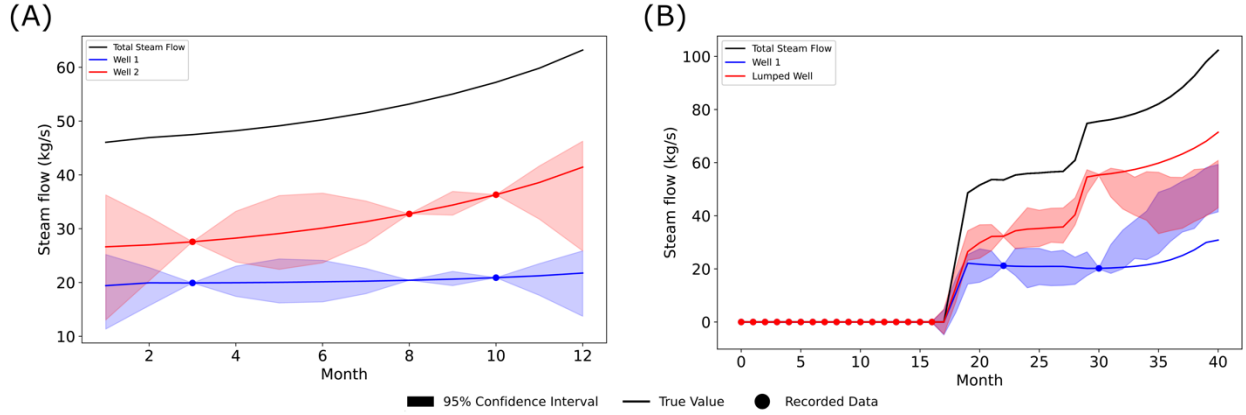 (A)
Total Steam Flow
Well 1
Well 2
60
50
40
30
20
10
Steam flow (kg/s)
2 4 6 8 10 12
Month
(B)
Total Steam Flow
Well 1
Lumped Well
100
80
60
40
20
0
Steam flow (kg/s)
0 5 10 15 20 25 30 35 40
Month
95% Confidence Interval True Value Recorded Data